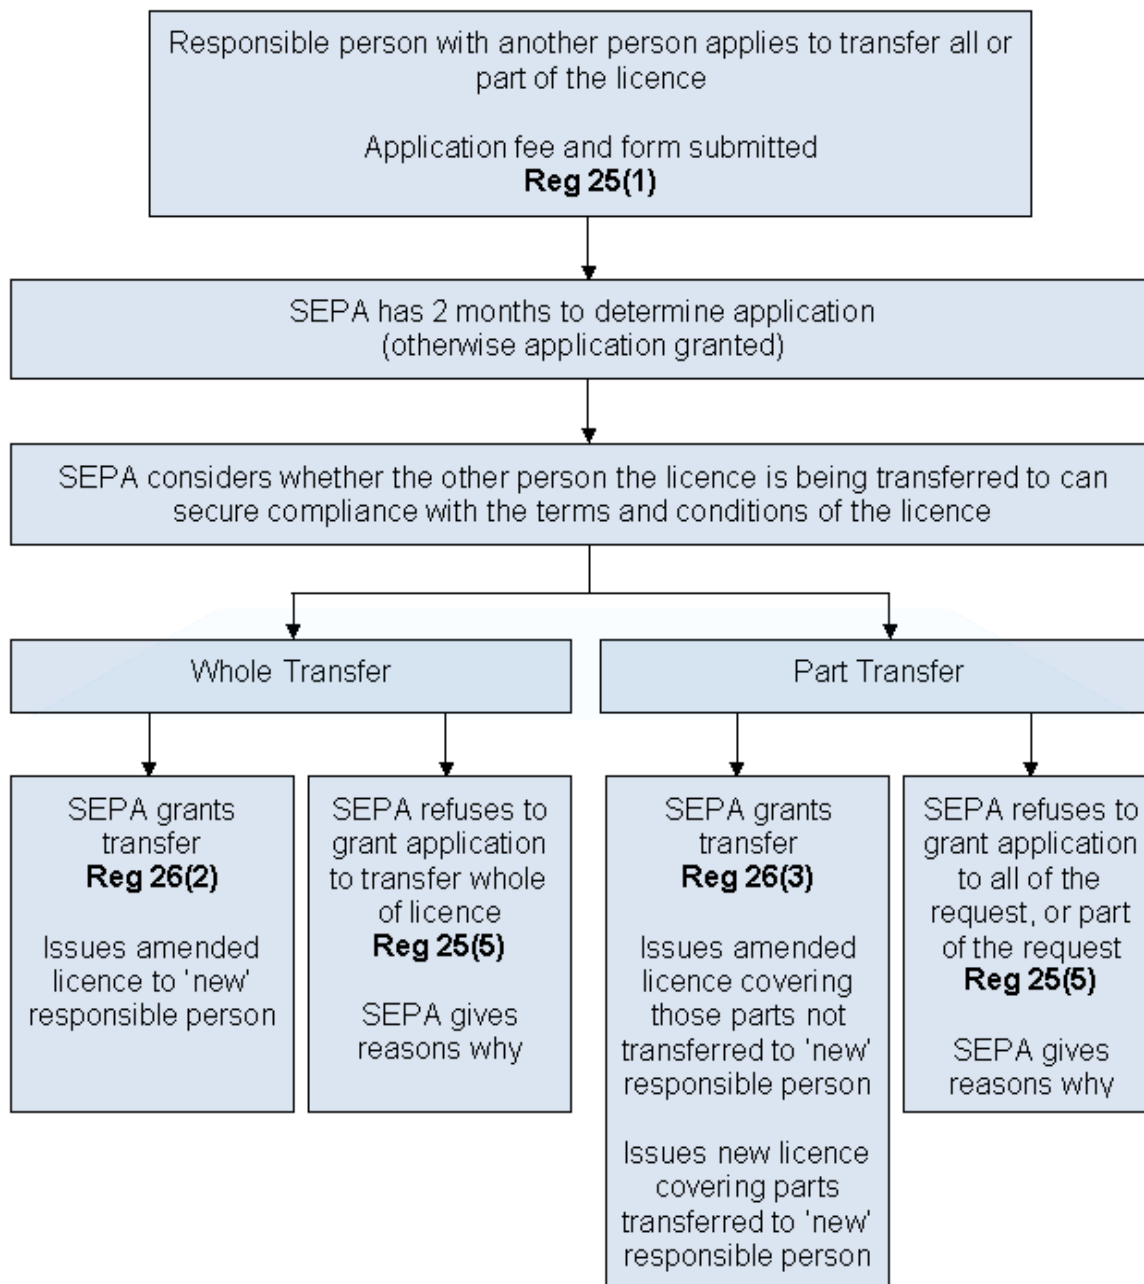 Responsible person with another person applies to transfer all or
part of the licence
Application fee and form submitted
Reg 25(1)
SEPA has 2 months to determine application
(otherwise application granted)
SEPA considers whether the other person the licence is being transferred to can
secure compliance with the terms and conditions of the licence
Whole Transfer
Part Transfer
SEPA grants
transfer
Reg 26(2)
Issues amended
licence to 'new'
responsible person
SEPA refuses to
grant application
to transfer whole
of licence
Reg 25(5)
SEPA gives
reasons why
SEPA grants
transfer
Reg 26(3)
Issues amended
licence covering
those parts not
transferred to 'new'
responsible person
Issues new licence
covering parts
transferred to 'new'
responsible person
SEPA refuses to
grant application
to all of the
request, or part
of the request
Reg 25(5)
SEPA gives
reasons why